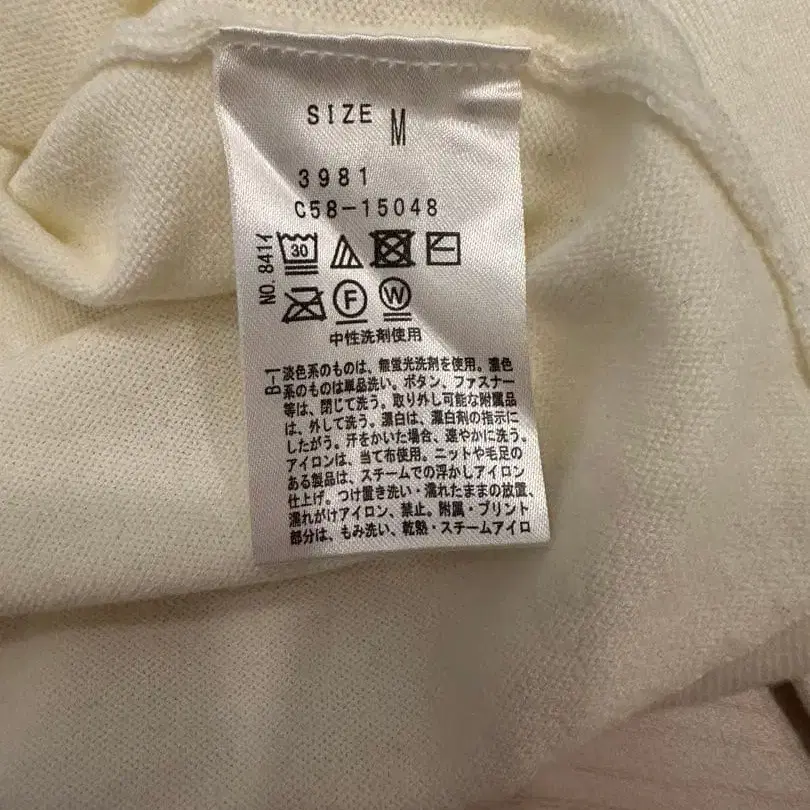 SIZE M
3981
C58-15048
NO. 8414
30
F W
中性洗剤使用
B-1
淡色系のものは、無蛍光洗剤を使用。濃色
系のものは単品洗い。ボタン、ファスナー
等は、閉じて洗う。取り外し可能な附属品
は、外して洗う。漂白は、漂白剤の指示に
したがう。汗をかいた場合、速やかに洗う。
アイロンは、当て布使用。ニットや毛足の
ある製品は、スチームでの浮かしアイロン
仕上げ。つけ置き洗い・濡れたままの放置、
濡れがけアイロン、禁止。附属・プリント
部分は、もみ洗い、乾熱・スチームアイロ